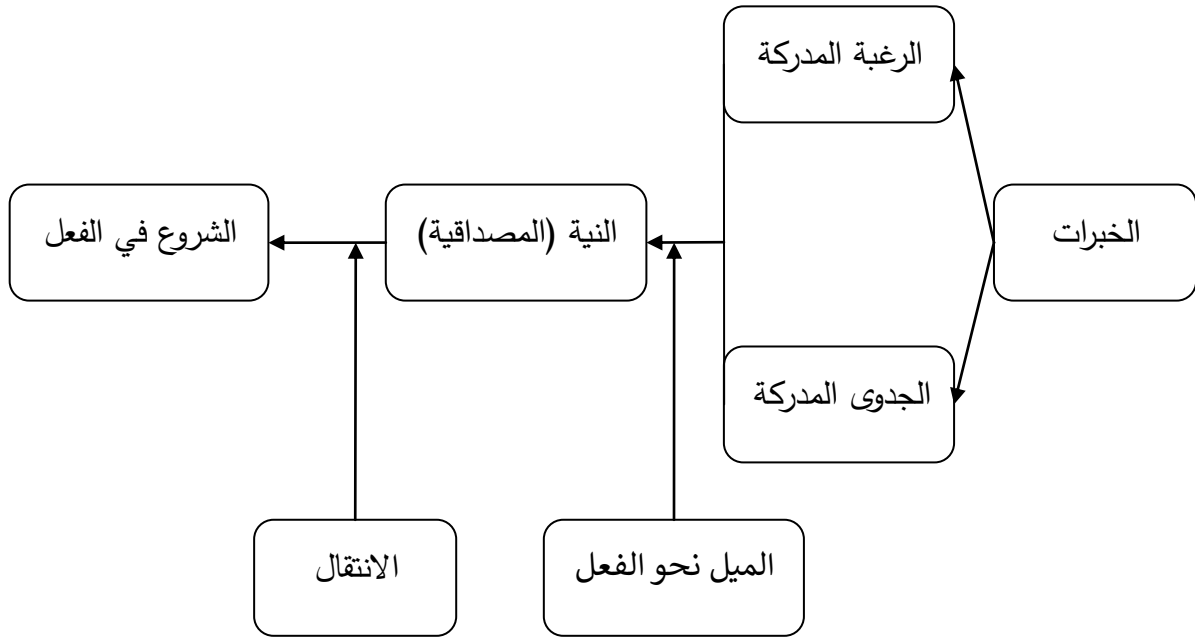 الرغبة المدركة
الخبرات
النية (المصداقية)
الشروع في الفعل
الجدوى المدركة
الميل نحو الفعل
الانتقال